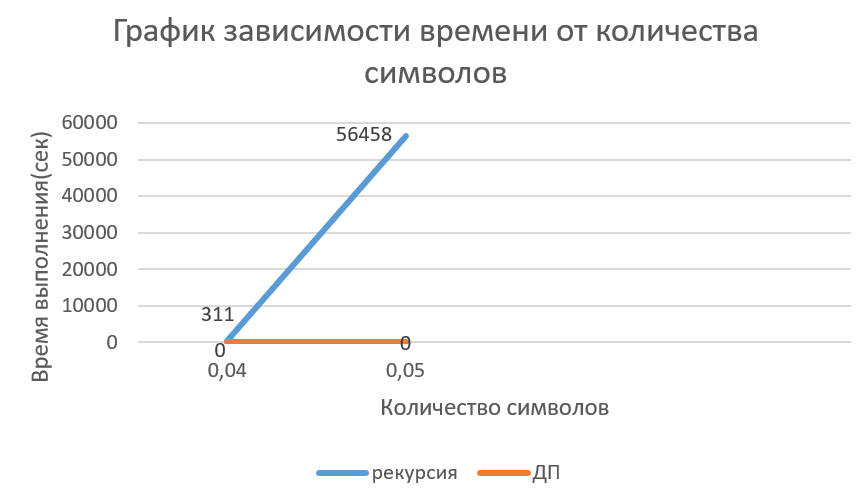 График зависимости времени от количества
символов
Время выполнения(сек)
60000
50000
40000
30000
20000
10000
0
56458
311
0
0
0,04
0,05
Количество символов
рекурсия
ДП